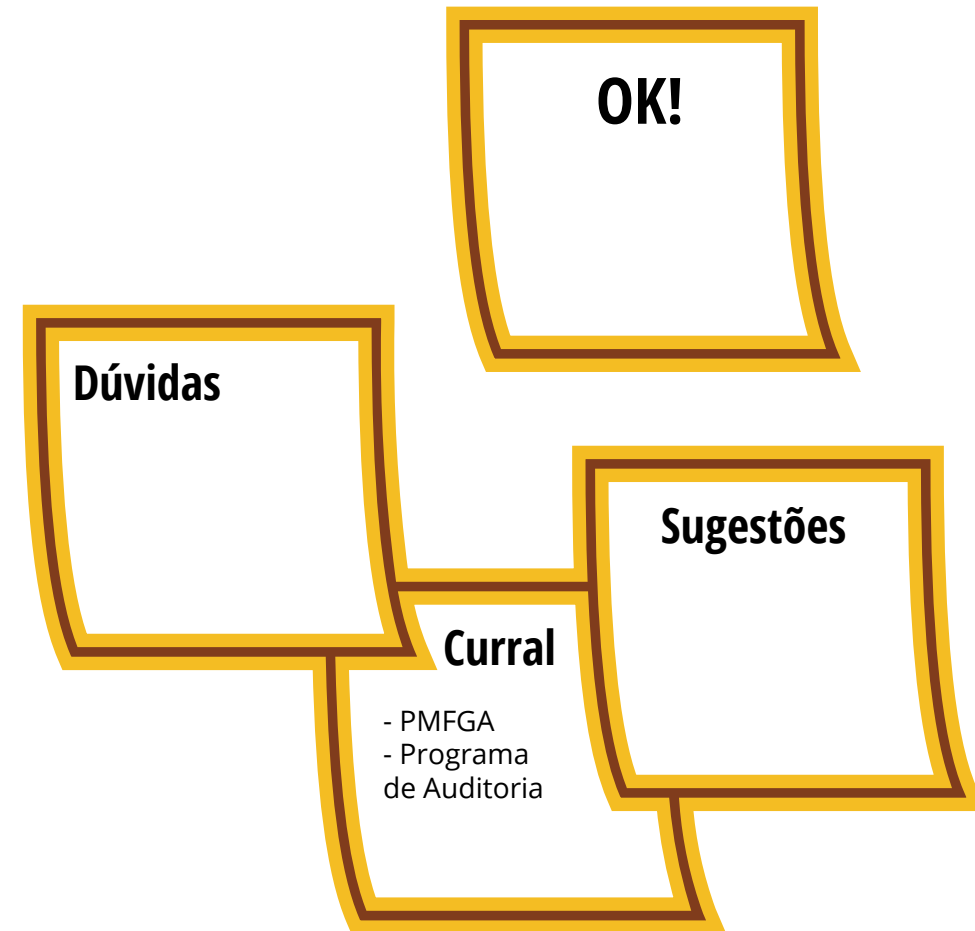 OK!
Dúvidas
Sugestões
Curral
- PMFGA
- Programa
de Auditoria